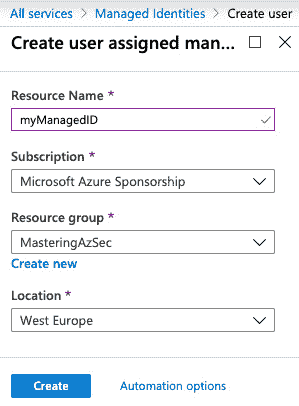 All services > Managed Identities > Create user
Create user assigned man...
Resource Name *
myManagedID
Subscription *
Microsoft Azure Sponsorship
Resource group *
MasteringAzSec
Create new
Location *
West Europe
Create Automation options